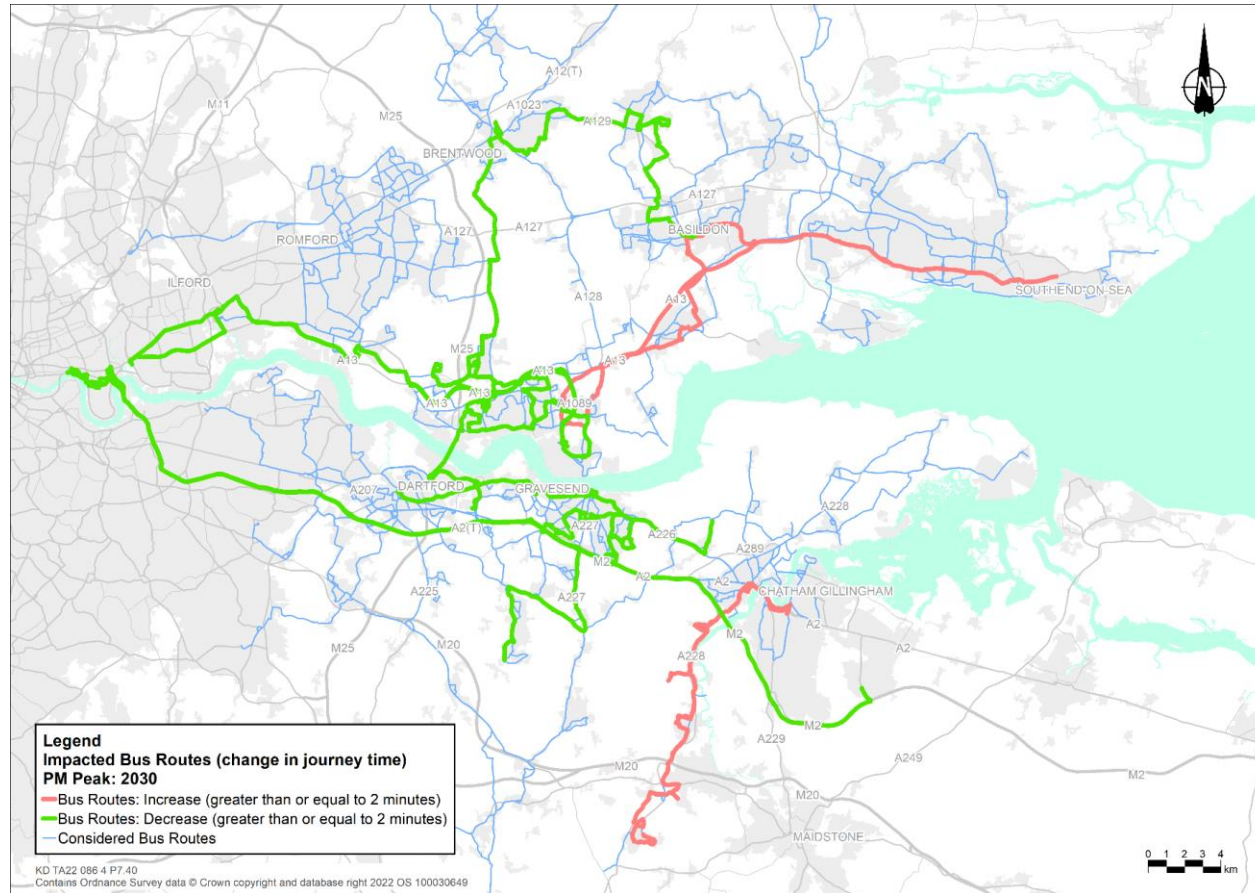 A12(T)
M11
A1023
M25
A129
BRENTWOOD
N
A127
A127
A127
BASILDON
ROMFORD
ILFORD
SOUTHEND-ON-SEA
A128
A13
M25
A13
A13
A13
A13
A13
A1089
DARTFORD
GRAVESEND
A207
A227
A228
A2(T)
A226
A289
M2
A2
A2
CHATHAM GILLINGHAM
A225
A227
A2
M2
A2
M20
M25
A228
M2
A229
A249
M20
M2
M20
MAIDSTONE
Legend
Impacted Bus Routes (change in journey time)
PM Peak: 2030
Bus Routes: Increase (greater than or equal to 2 minutes)
Bus Routes: Decrease (greater than or equal to 2 minutes)
Considered Bus Routes
0 1 2 3 4
km
KD TA22 086 4 P7.40
Contains Ordnance Survey data © Crown copyright and database right 2022 OS 100030649